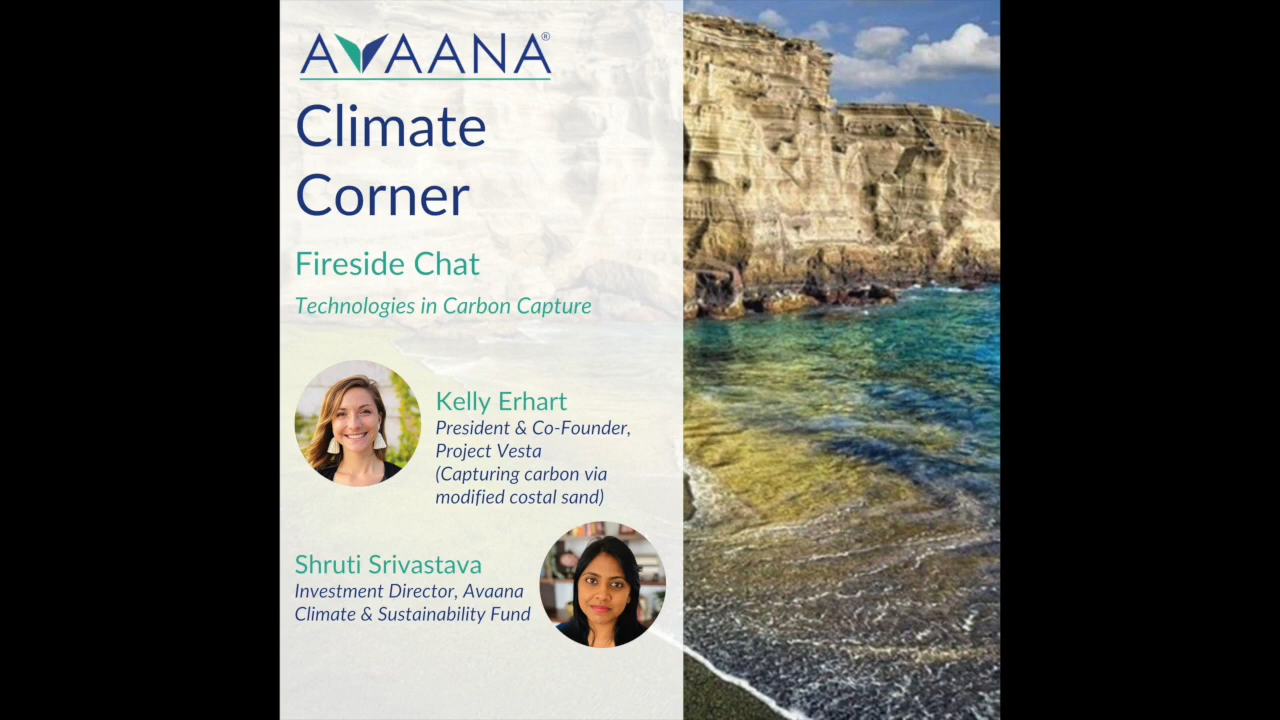 AVAANA®
Climate
Corner
Fireside Chat
Technologies in Carbon Capture
Kelly Erhart
President & Co-Founder,
Project Vesta
(Capturing carbon via
modified costal sand)
Shruti Srivastava
Investment Director, Avaana
Climate & Sustainability Fund